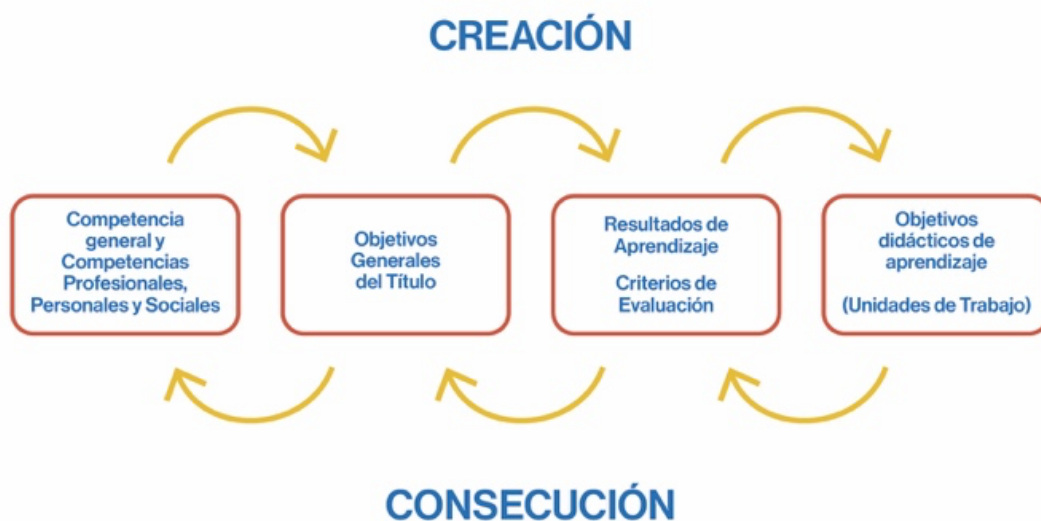 CREACIÓN
Competencia
general y
Competencias
Profesionales,
Personales y Sociales
Objetivos
Generales
del Título
Resultados de
Aprendizaje
Criterios de
Evaluación
Objetivos
didácticos de
aprendizaje
(Unidades de Trabajo)
CONSECUCIÓN